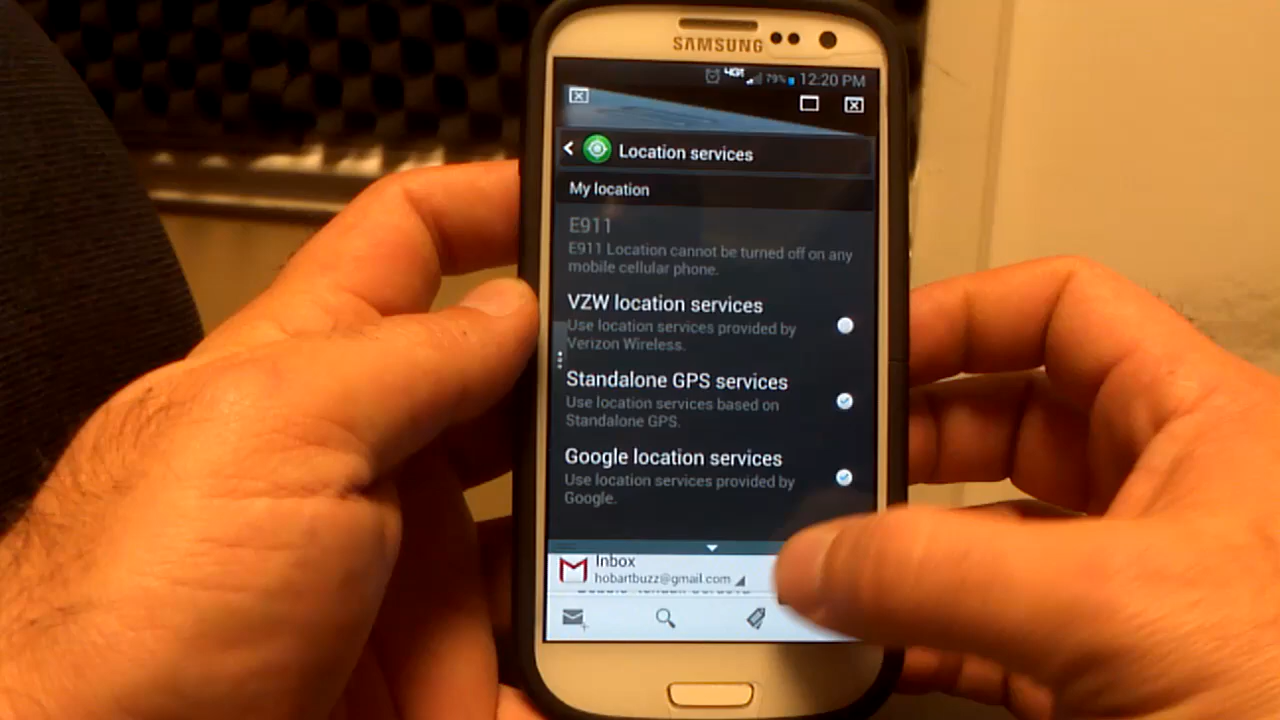 SAMSUNG
4G 79% 12:20 PM
Location services
My location
E911
E911 Location cannot be turned off on any
mobile cellular phone.
VZW location services
Use location services provided by
Verizon Wireless.
Standalone GPS services
Use location services based on
Standalone GPS.
Google location services
Use location services provided by
Google.
Inbox
hobartbuzz@gmail.com